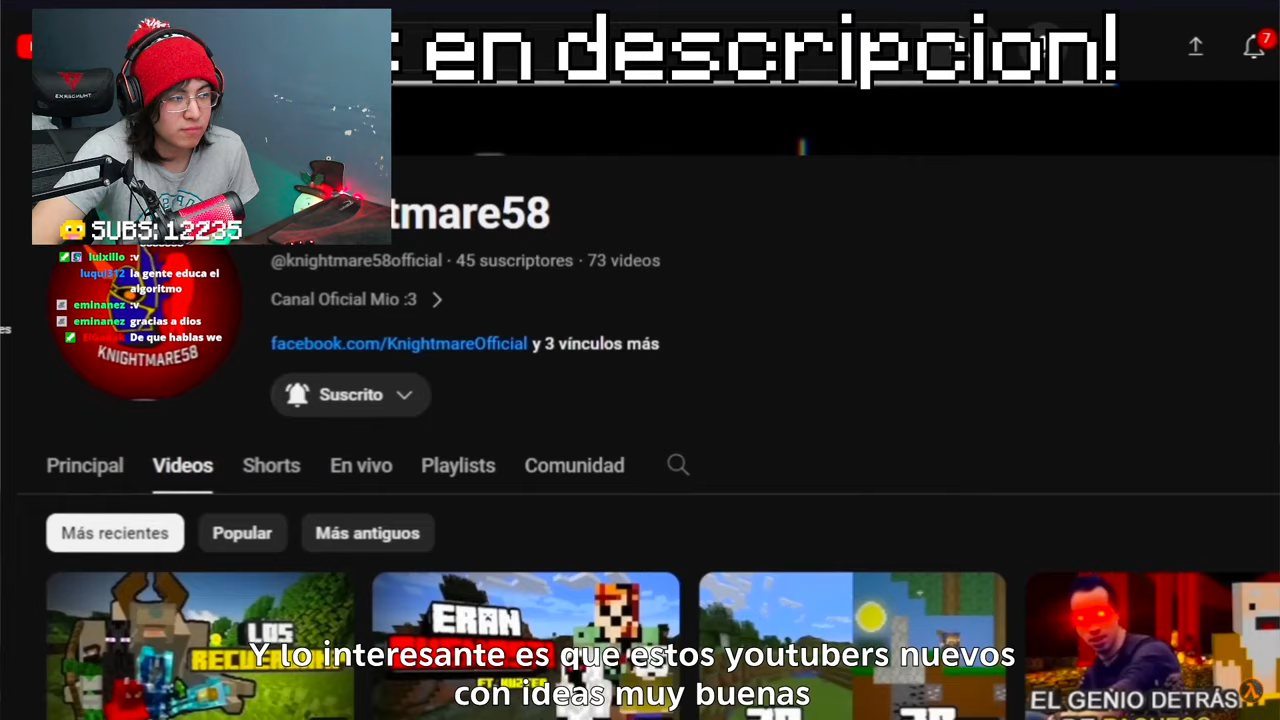 en descripcion!
7
SUBS: 12235
luixillo :v
luqui312 la gente educa el
algoritmo
eminanez :v
eminanez gracias a dios
De que hablas we
KNIGHTMARE58
tmare58
@knightmare58official · 45 suscriptores · 73 videos
Canal Oficial Mio :3
facebook.com/KnightmareOfficial y 3 vínculos más
Suscrito
Principal
Videos
Shorts
En vivo
Playlists
Comunidad
Más recientes
Popular
Más antiguos
LOS
ERAN
EL GENIO DETRÁS
Y lo interesante es que estos youtubers nuevos
con ideas muy buenas